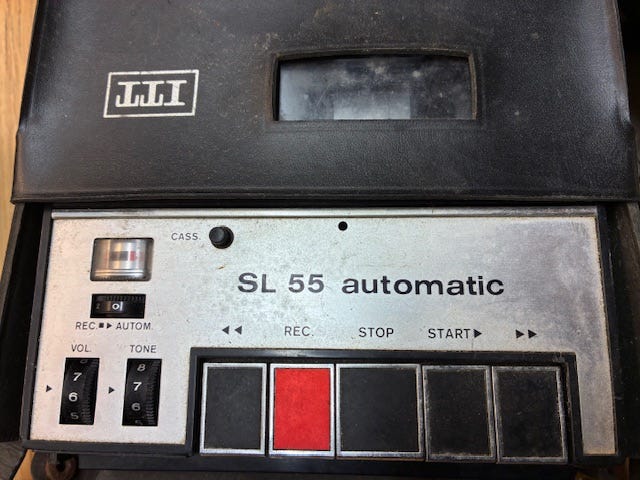 ITT
CASS.
SL 55 automatic
REC.■▶ AUTOM.
◀◀ REC. STOP START▶ ▶▶
VOL. TONE
8
7 7
6 6
5 5